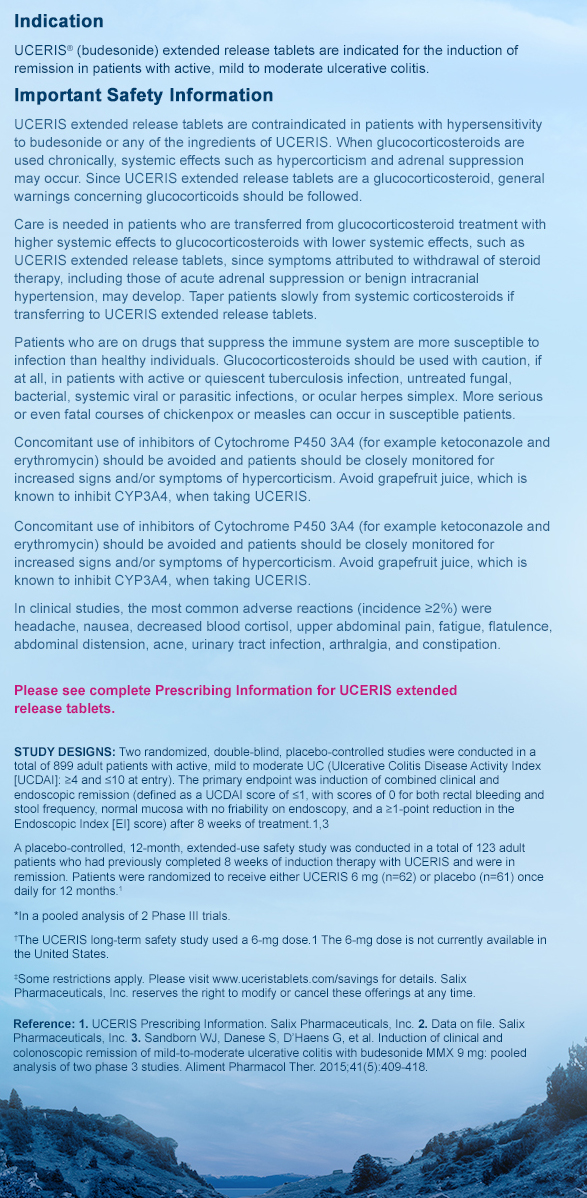 Indication
UCERIS® (budesonide) extended release tablets are indicated for the induction of
remission in patients with active, mild to moderate ulcerative colitis.
Important Safety Information
UCERIS extended release tablets are contraindicated in patients with hypersensitivity
to budesonide or any of the ingredients of UCERIS. When glucocorticosteroids are
used chronically, systemic effects such as hypercorticism and adrenal suppression
may occur. Since UCERIS extended release tablets are a glucocorticosteroid, general
warnings concerning glucocorticoids should be followed.
Care is needed in patients who are transferred from glucocorticosteroid treatment with
higher systemic effects to glucocorticosteroids with lower systemic effects, such as
UCERIS extended release tablets, since symptoms attributed to withdrawal of steroid
therapy, including those of acute adrenal suppression or benign intracranial
hypertension, may develop. Taper patients slowly from systemic corticosteroids if
transferring to UCERIS extended release tablets.
Patients who are on drugs that suppress the immune system are more susceptible to
infection than healthy individuals. Glucocorticosteroids should be used with caution, if
at all, in patients with active or quiescent tuberculosis infection, untreated fungal,
bacterial, systemic viral or parasitic infections, or ocular herpes simplex. More serious
or even fatal courses of chickenpox or measles can occur in susceptible patients.
Concomitant use of inhibitors of Cytochrome P450 3A4 (for example ketoconazole and
erythromycin) should be avoided and patients should be closely monitored for
increased signs and/or symptoms of hypercorticism. Avoid grapefruit juice, which is
known to inhibit CYP3A4, when taking UCERIS.
Concomitant use of inhibitors of Cytochrome P450 3A4 (for example ketoconazole and
erythromycin) should be avoided and patients should be closely monitored for
increased signs and/or symptoms of hypercorticism. Avoid grapefruit juice, which is
known to inhibit CYP3A4, when taking UCERIS.
In clinical studies, the most common adverse reactions (incidence ≥2%) were
headache, nausea, decreased blood cortisol, upper abdominal pain, fatigue, flatulence,
abdominal distension, acne, urinary tract infection, arthralgia, and constipation.
Please see complete Prescribing Information for UCERIS extended
release tablets.
STUDY DESIGNS: Two randomized, double-blind, placebo-controlled studies were conducted in a
total of 899 adult patients with active, mild to moderate UC (Ulcerative Colitis Disease Activity Index
[UCDAI]: ≥4 and ≤10 at entry). The primary endpoint was induction of combined clinical and
endoscopic remission (defined as a UCDAI score of ≤1, with scores of 0 for both rectal bleeding and
stool frequency, normal mucosa with no friability on endoscopy, and a ≥1-point reduction in the
Endoscopic Index [EI] score) after 8 weeks of treatment.1,3
A placebo-controlled, 12-month, extended-use safety study was conducted in a total of 123 adult
patients who had previously completed 8 weeks of induction therapy with UCERIS and were in
remission. Patients were randomized to receive either UCERIS 6 mg (n=62) or placebo (n=61) once
daily for 12 months.¹
*In a pooled analysis of 2 Phase III trials.
†The UCERIS long-term safety study used a 6-mg dose.1 The 6-mg dose is not currently available in
the United States.
‡Some restrictions apply. Please visit www.uceristablets.com/savings for details. Salix
Pharmaceuticals, Inc. reserves the right to modify or cancel these offerings at any time.
Reference: 1. UCERIS Prescribing Information. Salix Pharmaceuticals, Inc. 2. Data on file. Salix
Pharmaceuticals, Inc. 3. Sandborn WJ, Danese S, D'Haens G, et al. Induction of clinical and
colonoscopic remission of mild-to-moderate ulcerative colitis with budesonide MMX 9 mg: pooled
analysis of two phase 3 studies. Aliment Pharmacol Ther. 2015;41(5):409-418.